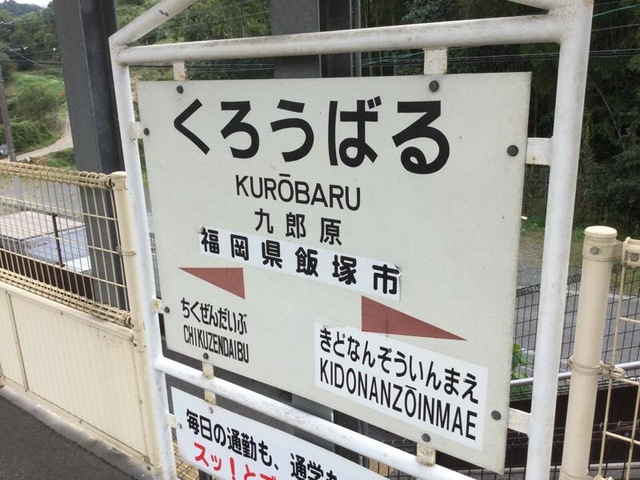 くろうばる
KURŌBARU
九郎原
福岡県飯塚市
ちくぜんだいぶ
CHIKUZENDAIBU
きどなんぞういんまえ
KIDONANZŌINMAE
毎日の通勤も、通学も
スッ！と